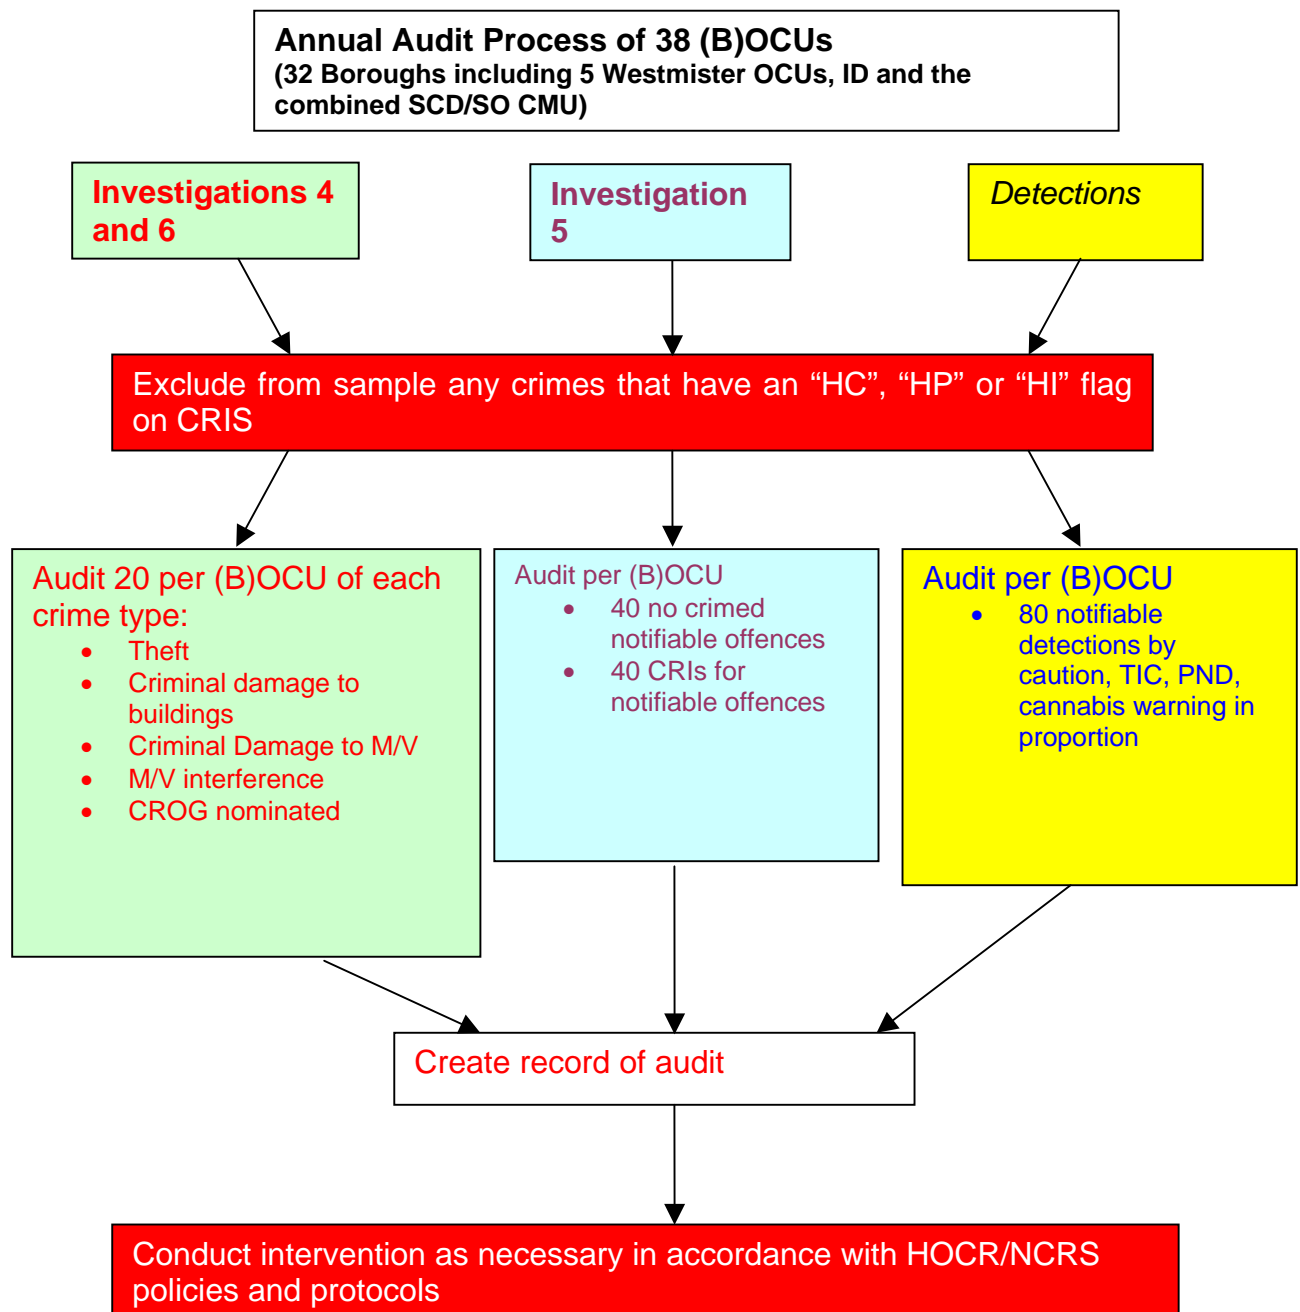 Annual Audit Process of 38 (B)OCUs
(32 Boroughs including 5 Westmister OCUs, ID and the
combined SCD/SO CMU)
Investigations 4
and 6
Investigation
5
Detections
Exclude from sample any crimes that have an “HC”, “HP” or “HI” flag
on CRIS
Audit 20 per (B)OCU of each
crime type:
• Theft
• Criminal damage to
buildings
• Criminal Damage to M/V
• M/V interference
• CROG nominated
Audit per (B)OCU
• 40 no crimed
notifiable offences
• 40 CRIs for
notifiable offences
Audit per (B)OCU
• 80 notifiable
detections by
caution, TIC, PND,
cannabis warning in
proportion
Create record of audit
Conduct intervention as necessary in accordance with HOCR/NCRS
policies and protocols